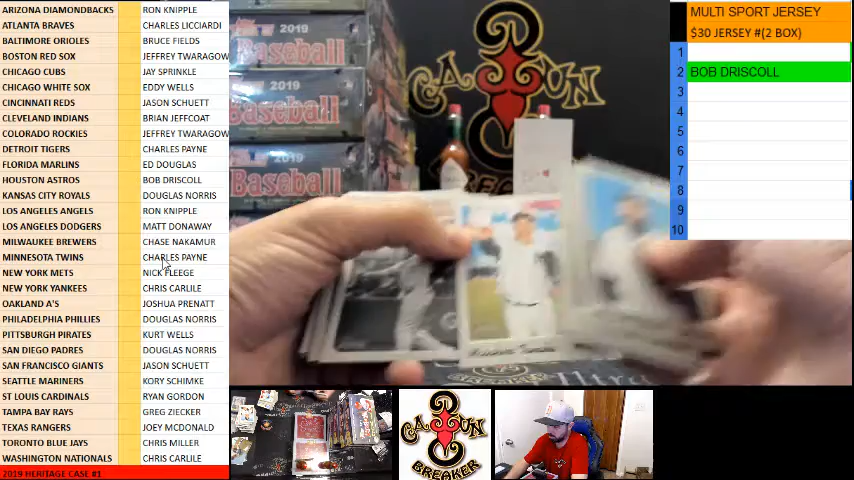 ARIZONA DIAMONDBACKS RON KNIPPLE
ATLANTA BRAVES CHARLES LICCIARDI
BALTIMORE ORIOLES BRUCE FIELDS
BOSTON RED SOX JEFFREY TWARAGOW
CHICAGO CUBS JAY SPRINKLE
CHICAGO WHITE SOX EDDY WELLS
CINCINNATI REDS JASON SCHUETT
CLEVELAND INDIANS BRIAN JEFFCOAT
COLORADO ROCKIES JEFFREY TWARAGOW
DETROIT TIGERS CHARLES PAYNE
FLORIDA MARLINS ED DOUGLAS
HOUSTON ASTROS BOB DRISCOLL
KANSAS CITY ROYALS DOUGLAS NORRIS
LOS ANGELES ANGELS RON KNIPPLE
LOS ANGELES DODGERS MATT DONAWAY
MILWAUKEE BREWERS CHASE NAKAMUR
MINNESOTA TWINS CHARLES PAYNE
NEW YORK METS NICK FLEEGE
NEW YORK YANKEES CHRIS CARLILE
OAKLAND A'S JOSHUA PRENATT
PHILADELPHIA PHILLIES DOUGLAS NORRIS
PITTSBURGH PIRATES KURT WELLS
SAN DIEGO PADRES DOUGLAS NORRIS
SAN FRANCISCO GIANTS JASON SCHUETT
SEATTLE MARINERS KORY SCHIMKE
ST LOUIS CARDINALS RYAN GORDON
TAMPA BAY RAYS GREG ZIECKER
TEXAS RANGERS JOEY MCDONALD
TORONTO BLUE JAYS CHRIS MILLER
WASHINGTON NATIONALS CHRIS CARLILE
2019 HERITAGE CASE #1
2019
Baseball
2019
Baseball
2019
Baseball
CAJUN
MULTI SPORT JERSEY
$30 JERSEY #(2 BOX)
1
2 BOB DRISCOLL
3
4
5
6
7
8
9
10
CAJUN
BREAKER